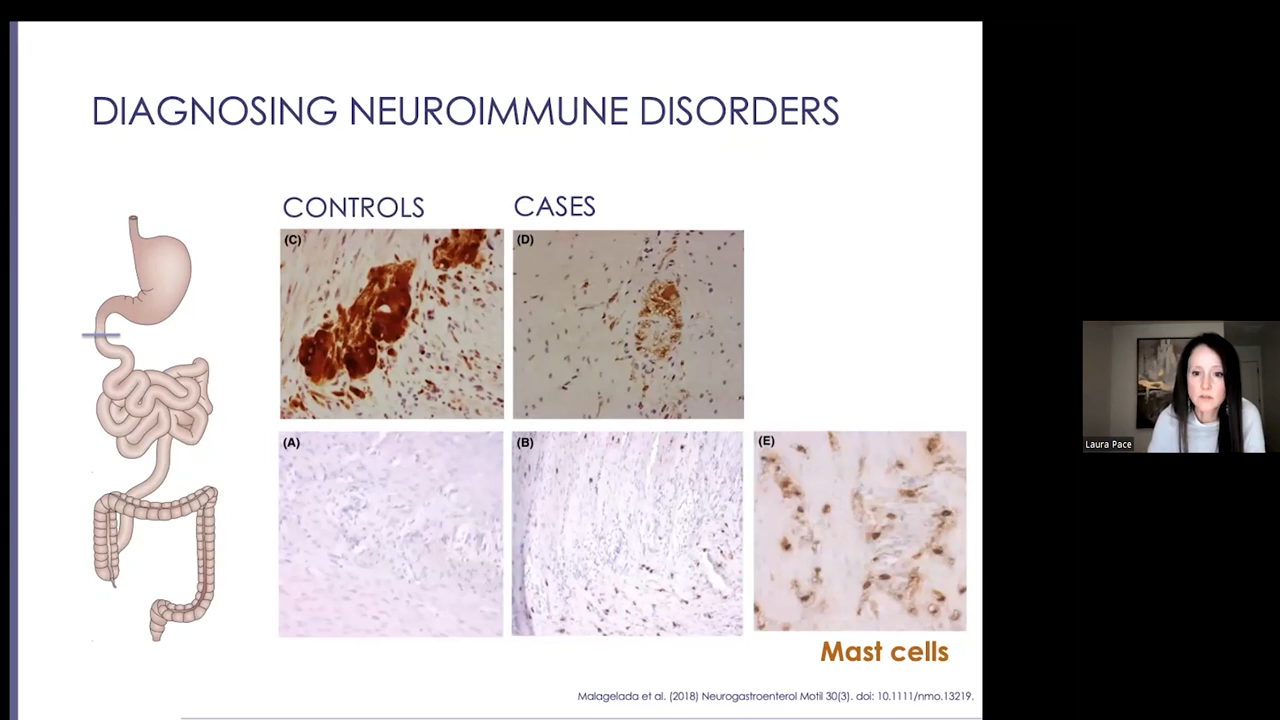 DIAGNOSING NEUROIMMUNE DISORDERS
CONTROLS
CASES
(C)
(D)
(A)
(B)
(E)
Mast cells
Malagelada et al. (2018) Neurogastroenterol Motil 30(3). doi: 10.1111/nmo.13219.
Laura Pace